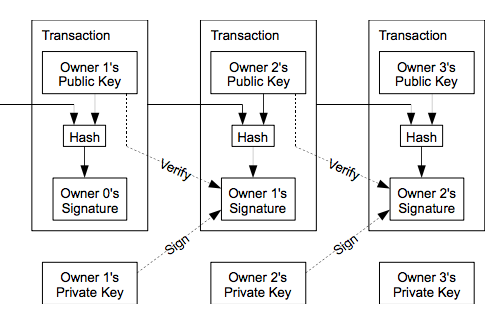 Transaction
Transaction
Transaction
Owner 1's
Public Key
Owner 2's
Public Key
Owner 3's
Public Key
Hash
Hash
Hash
Verify
Verify
Owner 0's
Signature
Owner 1's
Signature
Owner 2's
Signature
Sign
Sign
Owner 1's
Private Key
Owner 2's
Private Key
Owner 3's
Private Key